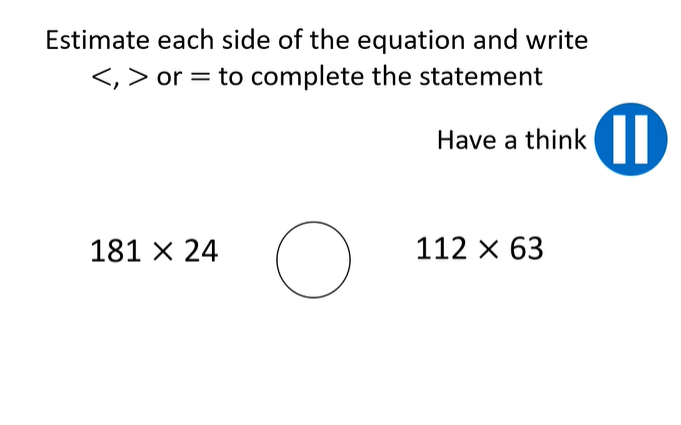 Estimate each side of the equation and write
<, > or = to complete the statement
Have a think
181 × 24
112 × 63